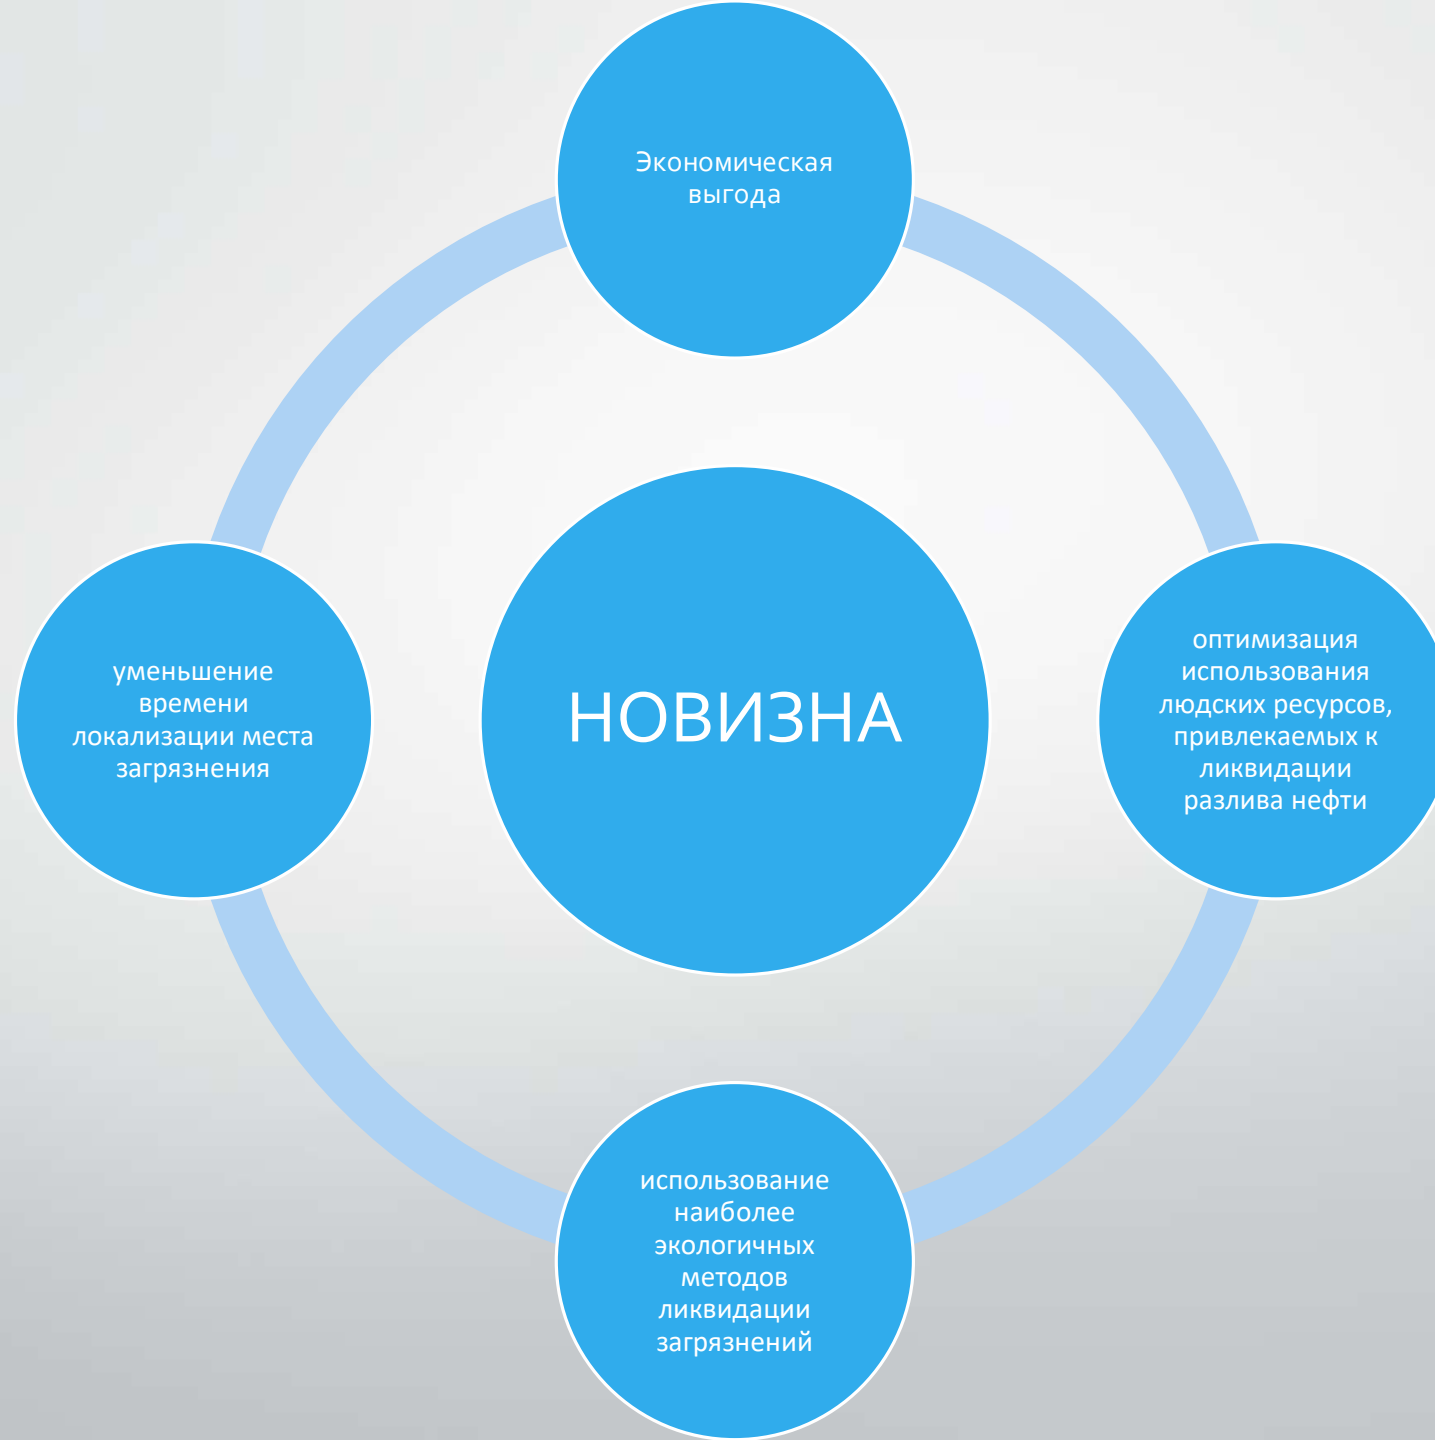 Экономическая
выгода
НОВИЗНА
оптимизация
использования
людских ресурсов,
привлекаемых к
ликвидации
разлива нефти
использование
наиболее
экологичных
методов
ликвидации
загрязнений
уменьшение
времени
локализации места
загрязнения